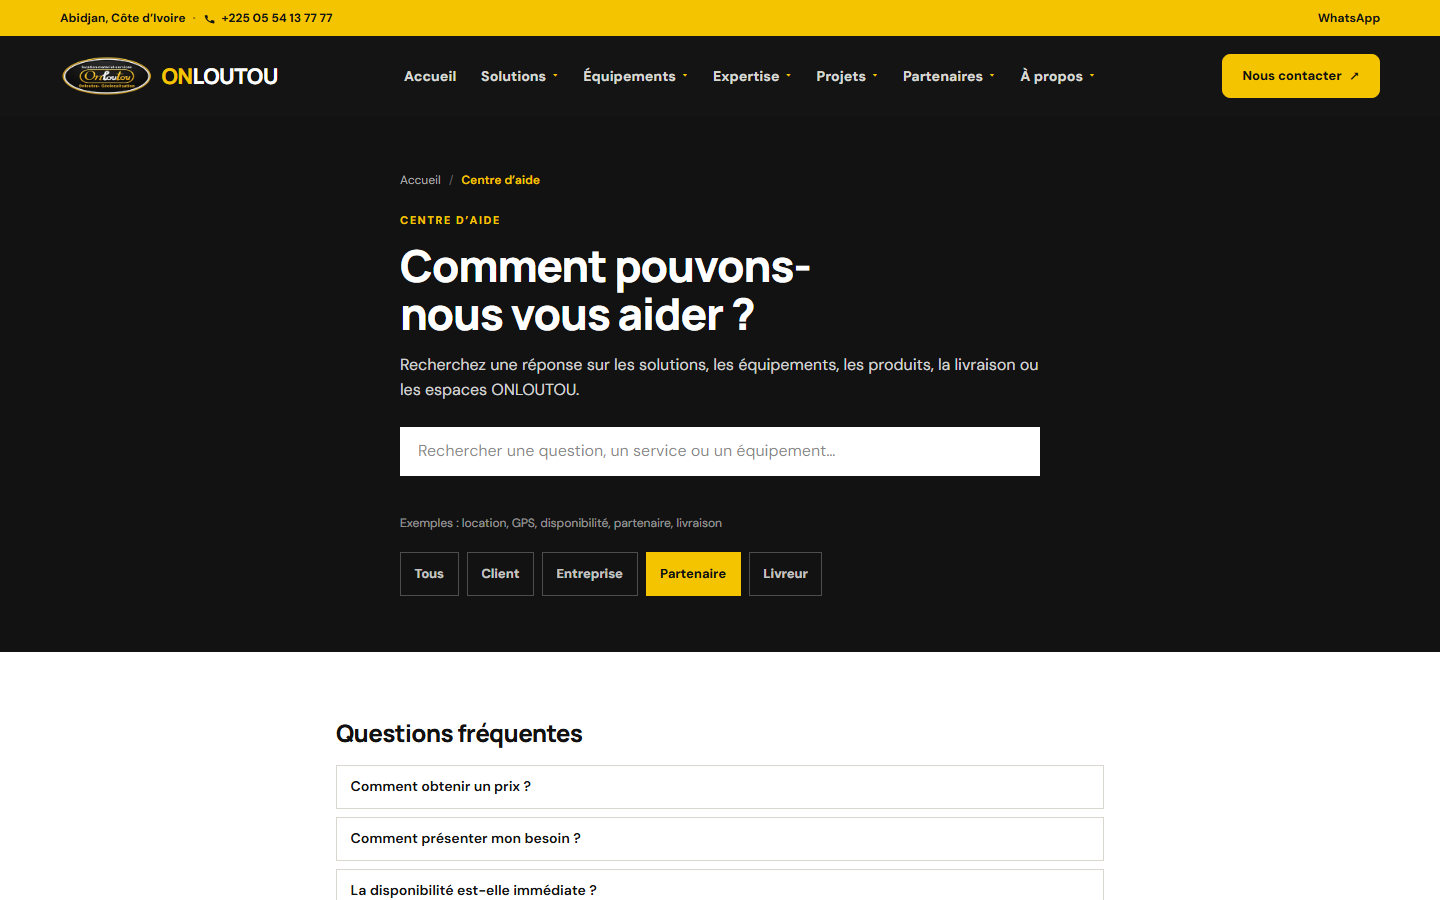 Abidjan, Côte d’Ivoire · +225 05 54 13 77 77
WhatsApp
OnLoutou
ONLOUTOU
Accueil
Solutions
Équipements
Expertise
Projets
Partenaires
À propos
Nous contacter ↗
Accueil / Centre d’aide
CENTRE D’AIDE
Comment pouvons-
nous vous aider ?
Recherchez une réponse sur les solutions, les équipements, les produits, la livraison ou
les espaces ONLOUTOU.
Rechercher une question, un service ou un équipement...
Exemples : location, GPS, disponibilité, partenaire, livraison
Tous
Client
Entreprise
Partenaire
Livreur
Questions fréquentes
Comment obtenir un prix ?
Comment présenter mon besoin ?
La disponibilité est-elle immédiate ?